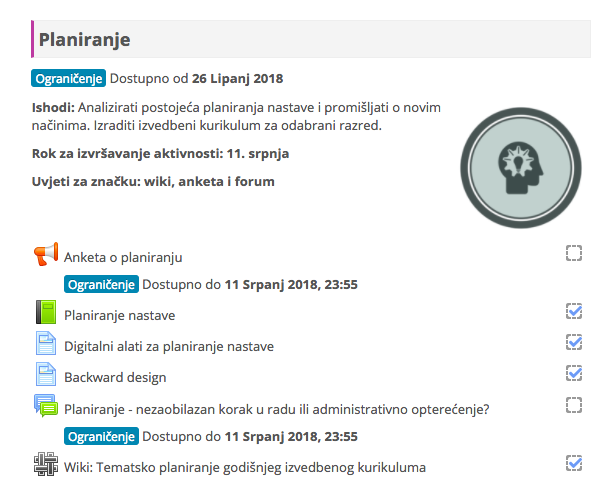 Planiranje
Ograničenje Dostupno od 26 Lipanj 2018
Ishodi: Analizirati postojeća planiranja nastave i promišljati o novim
načinima. Izraditi izvedbeni kurikulum za odabrani razred.
Rok za izvršavanje aktivnosti: 11. srpnja
Uvjeti za značku: wiki, anketa i forum
Anketa o planiranju
Ograničenje Dostupno do 11 Srpanj 2018, 23:55
Planiranje nastave
Digitalni alati za planiranje nastave
Backward design
Planiranje - nezaobilazan korak u radu ili administrativno opterećenje?
Ograničenje Dostupno do 11 Srpanj 2018, 23:55
Wiki: Tematsko planiranje godišnjeg izvedbenog kurikuluma